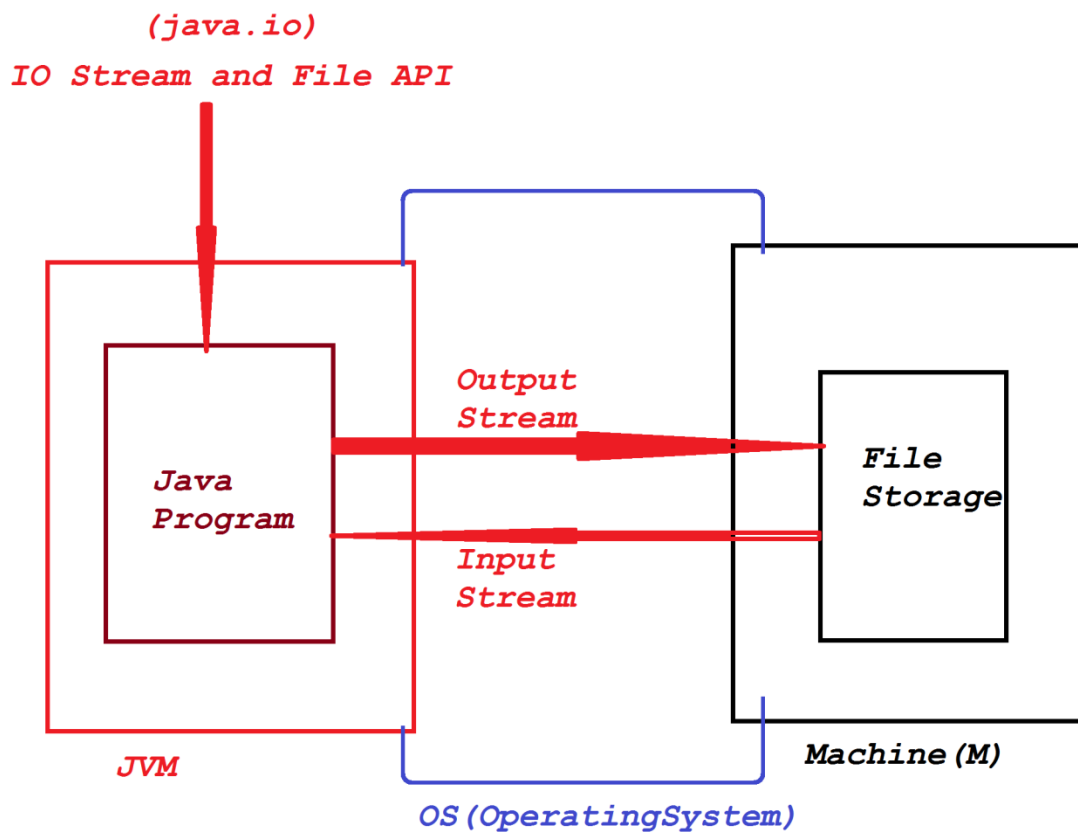 (java.io)
IO Stream and File API
Output
Stream
Java
Program
File
Storage
Input
Stream
JVM
Machine(M)
OS(OperatingSystem)